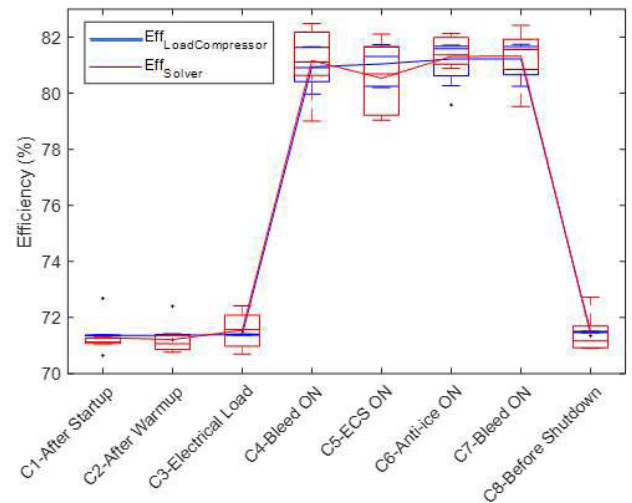 Eff_LoadCompressor
Eff_Solver
Efficiency (%)
82
80
78
76
74
72
70
C1-After Startup
C2-After Warmup
C3-Electrical Load
C4-Bleed ON
C5-ECS ON
C6-Anti-ice ON
C7-Bleed ON
C8-Before Shutdown